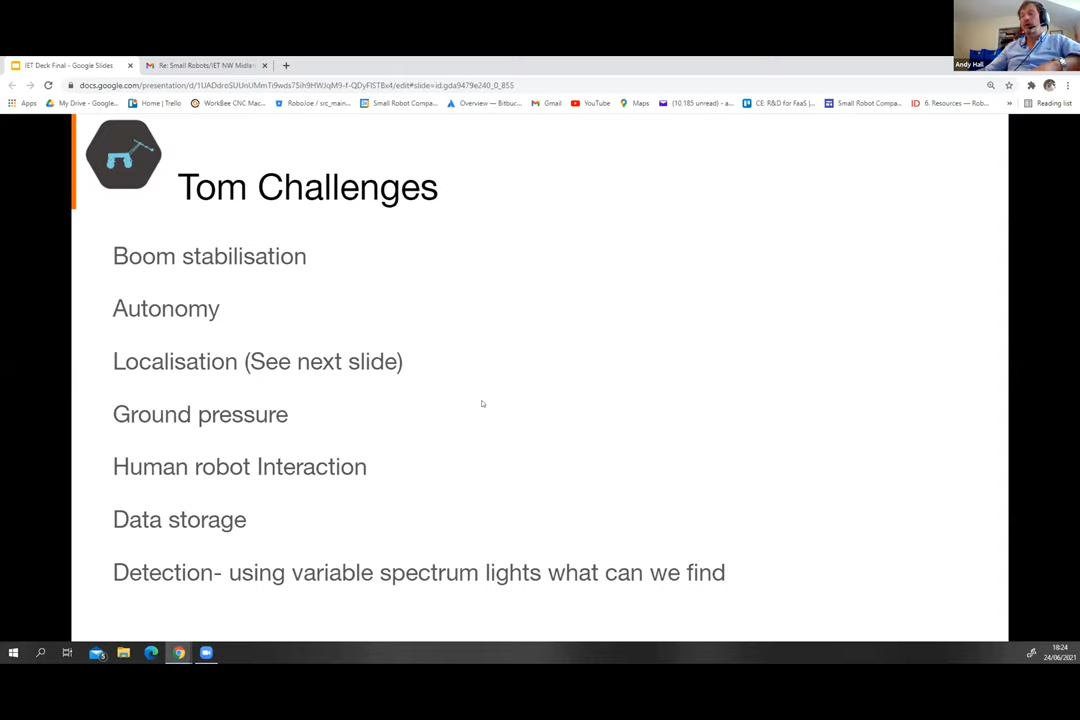 Andy Hall
IET Deck Final - Google Slides
Re: Small Robots/IET NW Midlan
docs.google.com/presentation/d/1UADdreSUUnUMmTi9wds75ih9HWJqM9-f-QDyFlSTBx4/edit#slide=id.gda9479e240_0_855
Apps My Drive - Google... Home | Trello WorkBee CNC Mac... RoboJoe / src_main... Small Robot Compa... Overview – Bitbuc... Gmail YouTube Maps (10,185 unread) - a... CE: R&D for FaaS |... Small Robot Compa... 6. Resources — Rob... » Reading list
Tom Challenges
Boom stabilisation
Autonomy
Localisation (See next slide)
Ground pressure
Human robot Interaction
Data storage
Detection- using variable spectrum lights what can we find
18:24
24/06/2021